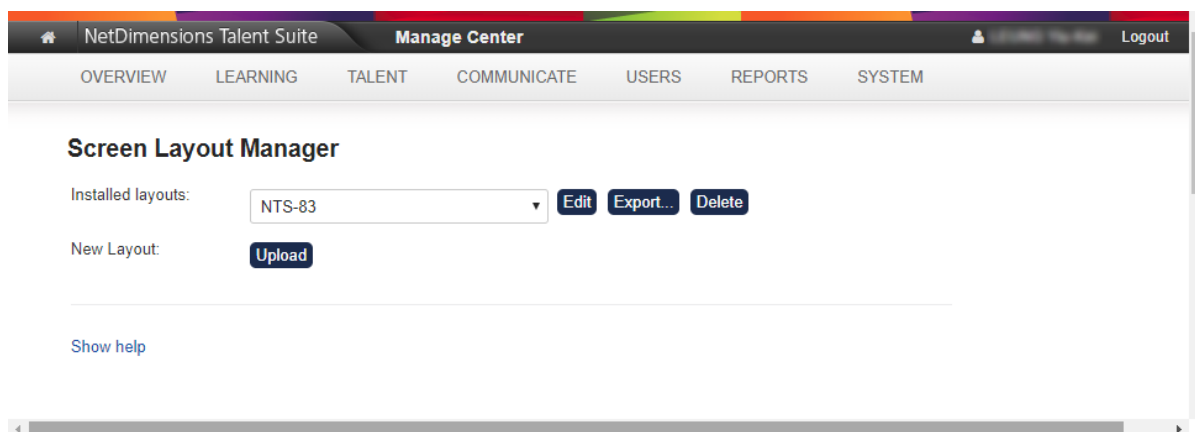 NetDimensions Talent Suite Manage Center Logout
OVERVIEW LEARNING TALENT COMMUNICATE USERS REPORTS SYSTEM
Screen Layout Manager
Installed layouts: NTS-83 Edit Export... Delete
New Layout: Upload
Show help